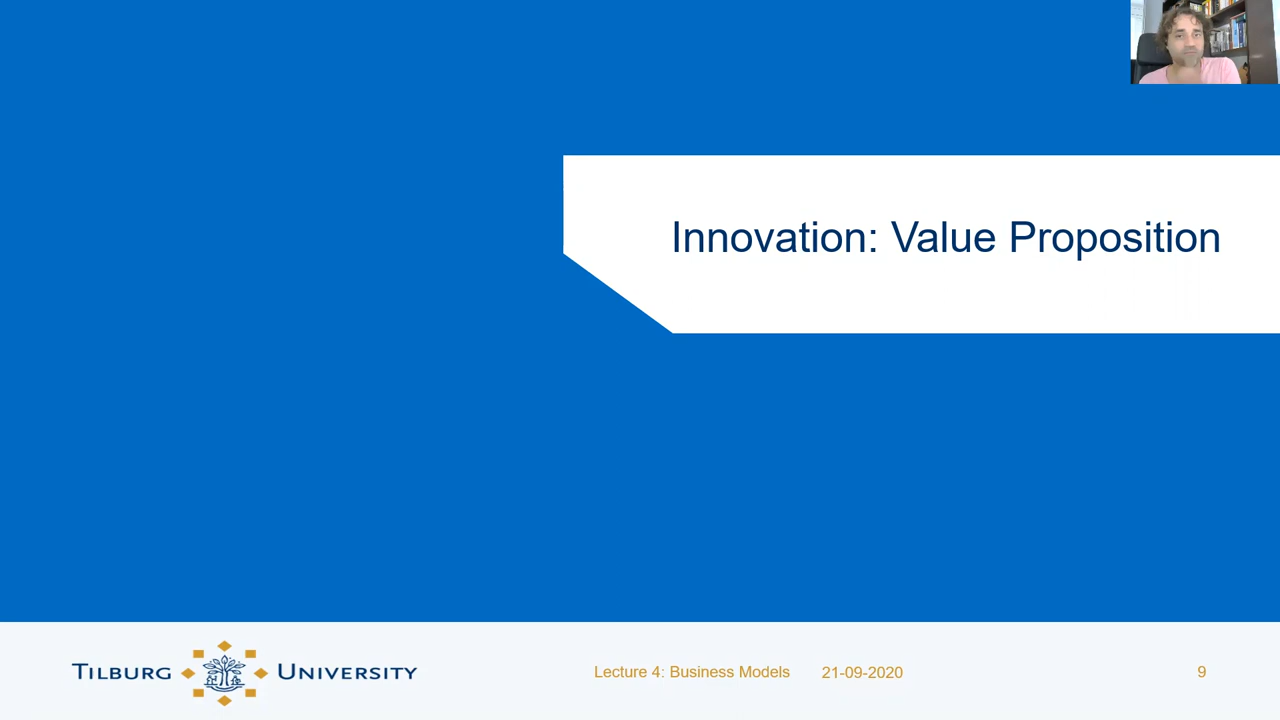 Innovation: Value Proposition
TILBURG UNIVERSITY
Lecture 4: Business Models
21-09-2020
9